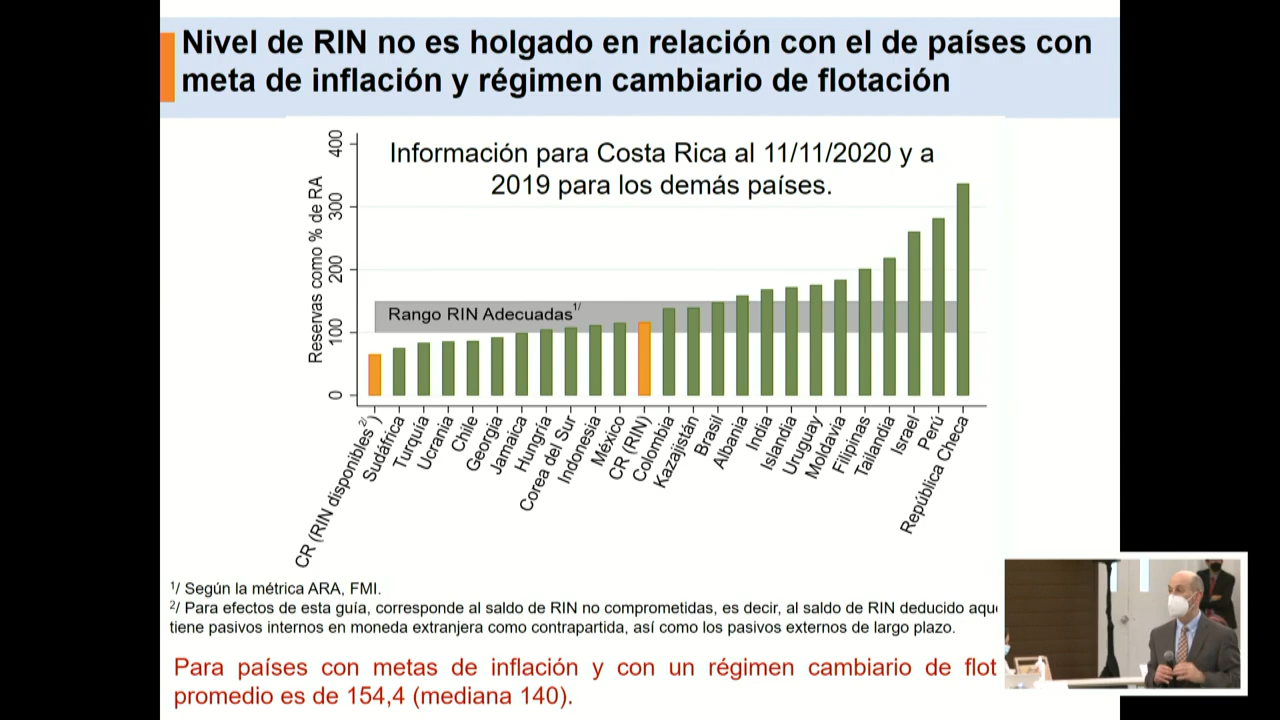 Nivel de RIN no es holgado en relación con el de países con
meta de inflación y régimen cambiario de flotación
Información para Costa Rica al 11/11/2020 y a
2019 para los demás países.
Reservas como % de RA
400
300
200
100
0
Rango RIN Adecuadas1/
CR (RIN disponibles2/)
Sudáfrica
Turquía
Ucrania
Chile
Georgia
Jamaica
Hungría
Corea del Sur
Indonesia
México
CR (RIN)
Colombia
Kazajistán
Brasil
Albania
India
Islandia
Uruguay
Moldavia
Filipinas
Tailandia
Israel
Perú
República Checa
1/ Según la métrica ARA, FMI.
2/ Para efectos de esta guía, corresponde al saldo de RIN no comprometidas, es decir, al saldo de RIN deducido
tiene pasivos internos en moneda extranjera como contrapartida, así como los pasivos externos de largo plazo.
Para países con metas de inflación y con un régimen cambiario de
promedio es de 154,4 (mediana 140).